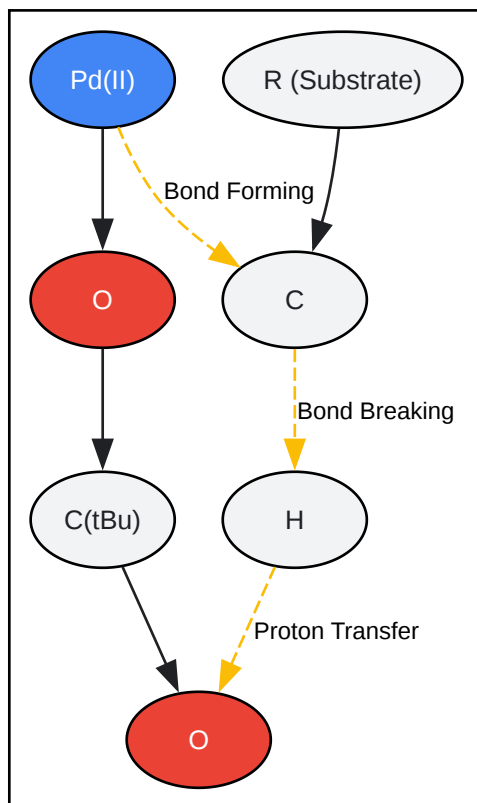 Pd(II)
R (Substrate)
Bond Forming
O
C
Bond Breaking
C(tBu)
H
Proton Transfer
O